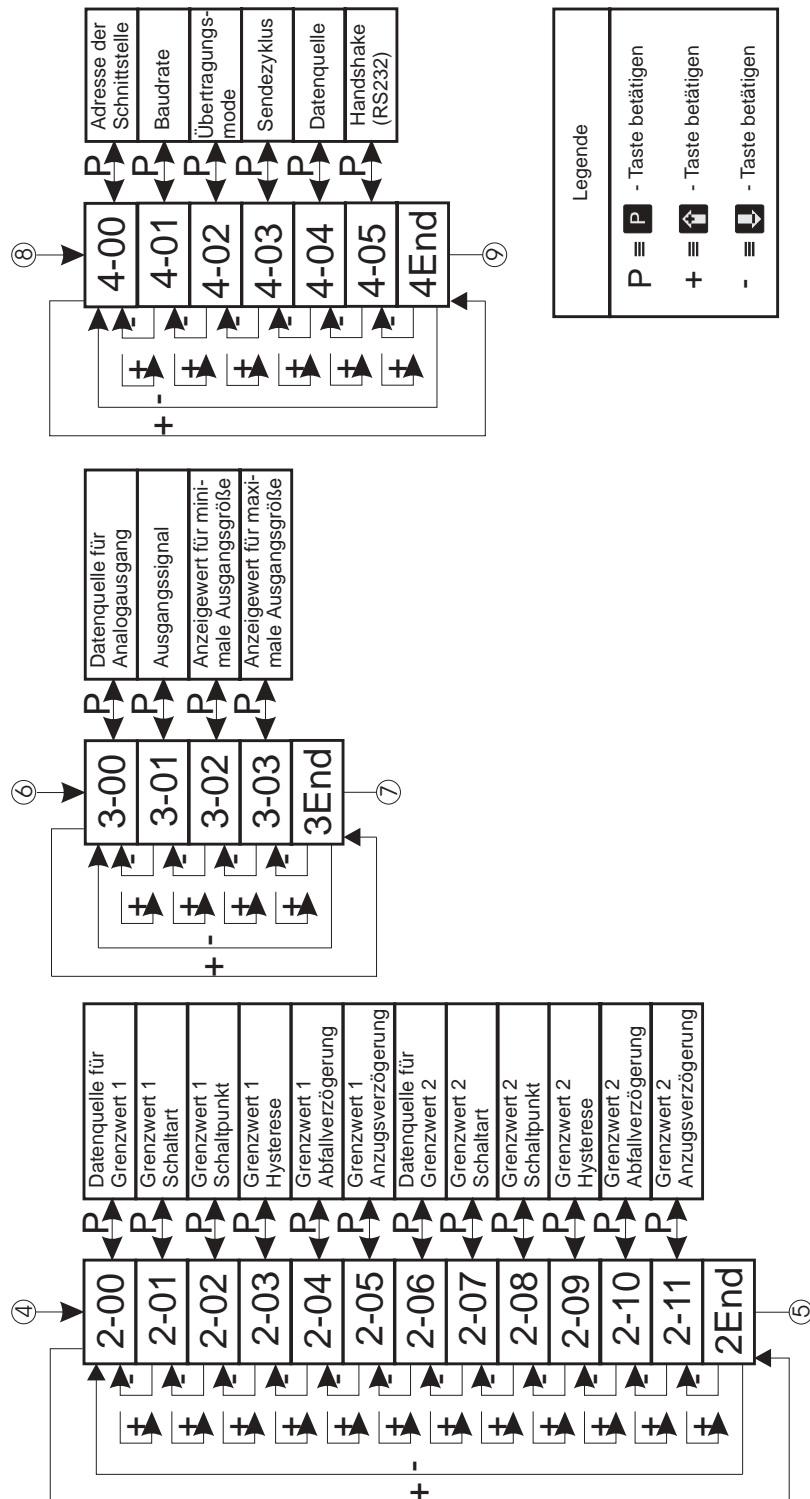 ④
2-00
P
Datenquelle für
Grenzwert 1
2-01
P
Grenzwert 1
Schaltart
2-02
P
Grenzwert 1
Schaltpunkt
2-03
P
Grenzwert 1
Hysterese
2-04
P
Grenzwert 1
Abfallverzögerung
2-05
P
Grenzwert 1
Anzugsverzögerung
2-06
P
Datenquelle für
Grenzwert 2
2-07
P
Grenzwert 2
Schaltart
2-08
P
Grenzwert 2
Schaltpunkt
2-09
P
Grenzwert 2
Hysterese
2-10
P
Grenzwert 2
Abfallverzögerung
2-11
P
Grenzwert 2
Anzugsverzögerung
2End
⑤
+ -
+ -
+ -
+ -
+ -
+ -
+ -
+ -
+ -
+ -
+ -
+ -
+ -
⑥
3-00
P
Datenquelle für
Analogausgang
3-01
P
Ausgangssignal
3-02
P
Anzeigewert für mini-
male Ausgangsgröße
3-03
P
Anzeigewert für maxi-
male Ausgangsgröße
3End
⑦
+ -
+ -
+ -
+ -
+ -
⑧
4-00
P
Adresse der
Schnittstelle
4-01
P
Baudrate
4-02
P
Übertragungs-
mode
4-03
P
Sendezyklus
4-04
P
Datenquelle
4-05
P
Handshake
(RS232)
4End
⑨
+ -
+ -
+ -
+ -
+ -
+ -
+ -
Legende
P ≡ P - Taste betätigen
+ ≡ - Taste betätigen
- ≡ - Taste betätigen